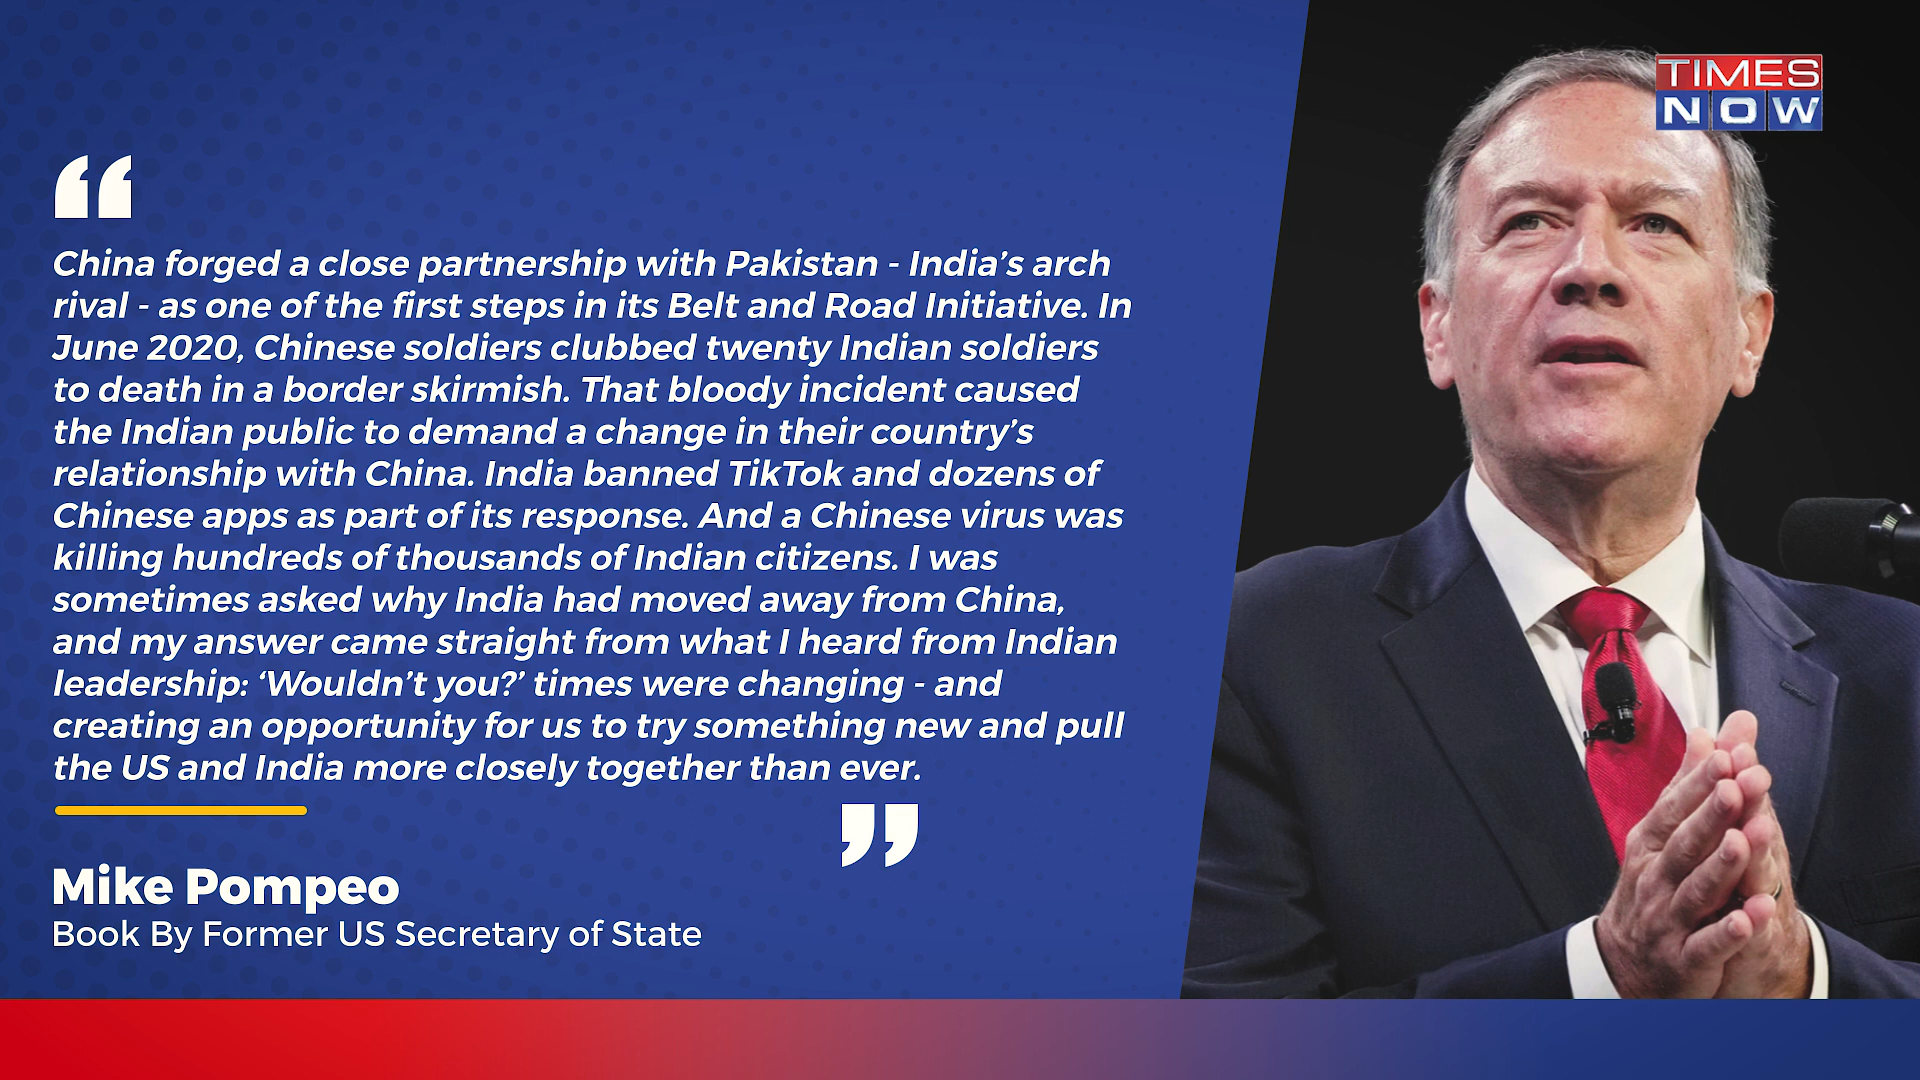 TIMES
NOW
“
China forged a close partnership with Pakistan - India’s arch
rival - as one of the first steps in its Belt and Road Initiative. In
June 2020, Chinese soldiers clubbed twenty Indian soldiers
to death in a border skirmish. That bloody incident caused
the Indian public to demand a change in their country’s
relationship with China. India banned TikTok and dozens of
Chinese apps as part of its response. And a Chinese virus was
killing hundreds of thousands of Indian citizens. I was
sometimes asked why India had moved away from China,
and my answer came straight from what I heard from Indian
leadership: ‘Wouldn’t you?’ times were changing - and
creating an opportunity for us to try something new and pull
the US and India more closely together than ever.
”
Mike Pompeo
Book By Former US Secretary of State